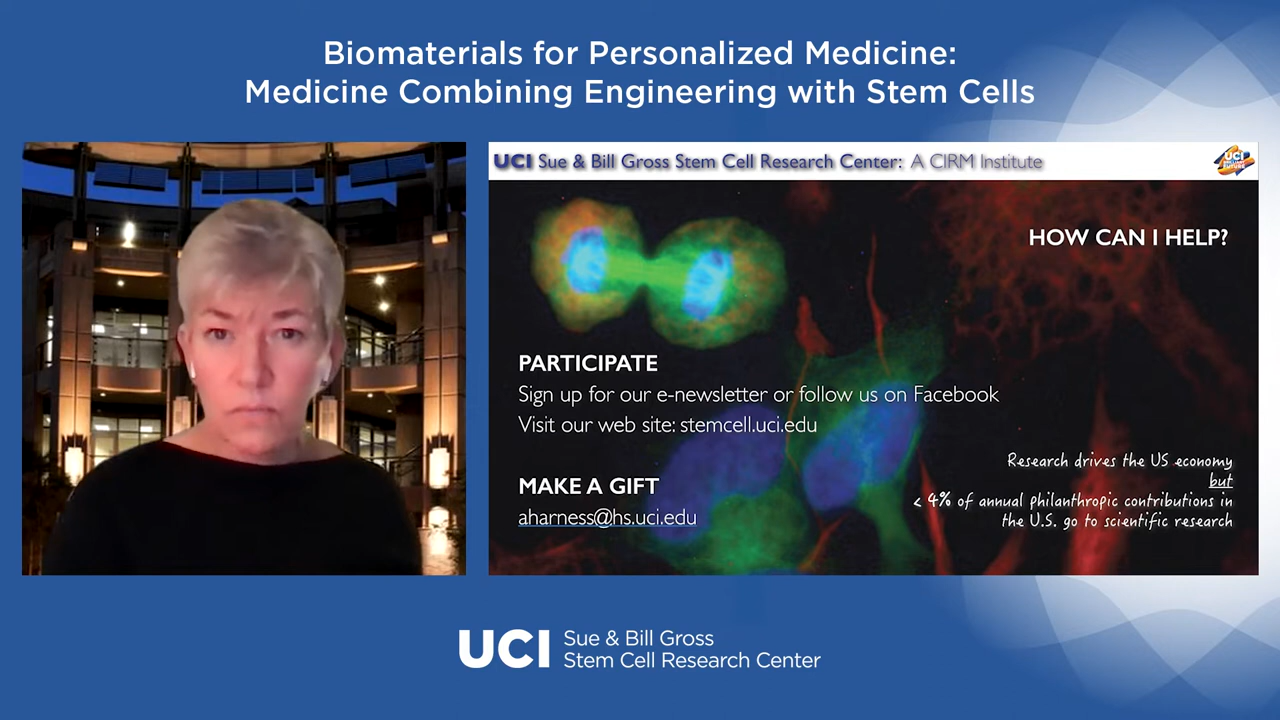 Biomaterials for Personalized Medicine:
Medicine Combining Engineering with Stem Cells
UCI Sue & Bill Gross Stem Cell Research Center: A CIRM Institute
UCI
BRILLIANT
FUTURE
HOW CAN I HELP?
PARTICIPATE
Sign up for our e-newsletter or follow us on Facebook
Visit our web site: stemcell.uci.edu
MAKE A GIFT
aharness@hs.uci.edu
Research drives the US economy
but
< 4% of annual philanthropic contributions in
the U.S. go to scientific research
UCI Sue & Bill Gross
Stem Cell Research Center